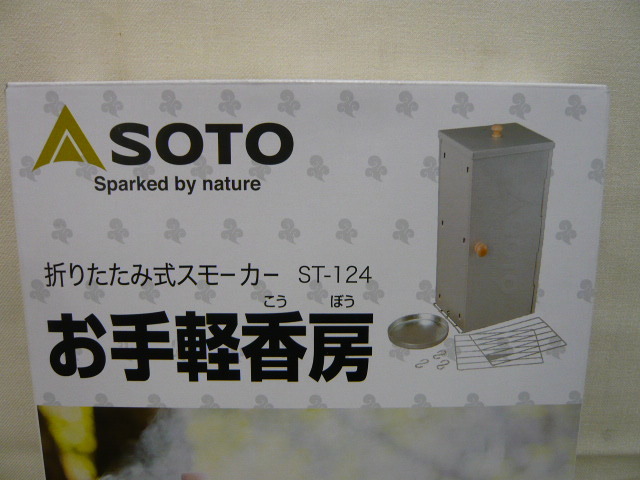 SOTO
Sparked by nature
折りたたみ式スモーカー ST-124
こう ぼう
お手軽香房